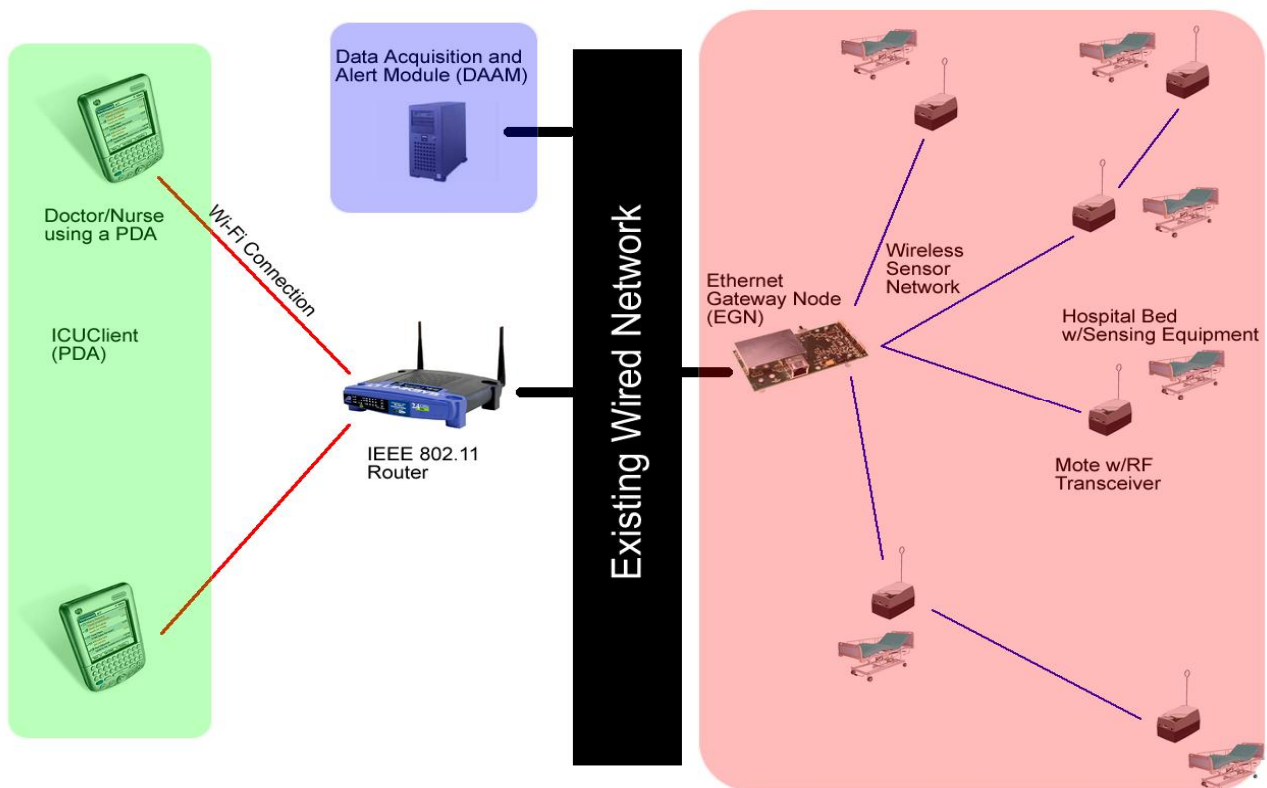 Data Acquisition and
Alert Module (DAAM)
Doctor/Nurse
using a PDA
Wi-Fi Connection
ICUClient
(PDA)
IEEE 802.11
Router
Existing Wired Network
Ethernet
Gateway Node
(EGN)
Wireless
Sensor
Network
Hospital Bed
w/Sensing Equipment
Mote w/RF
Transceiver